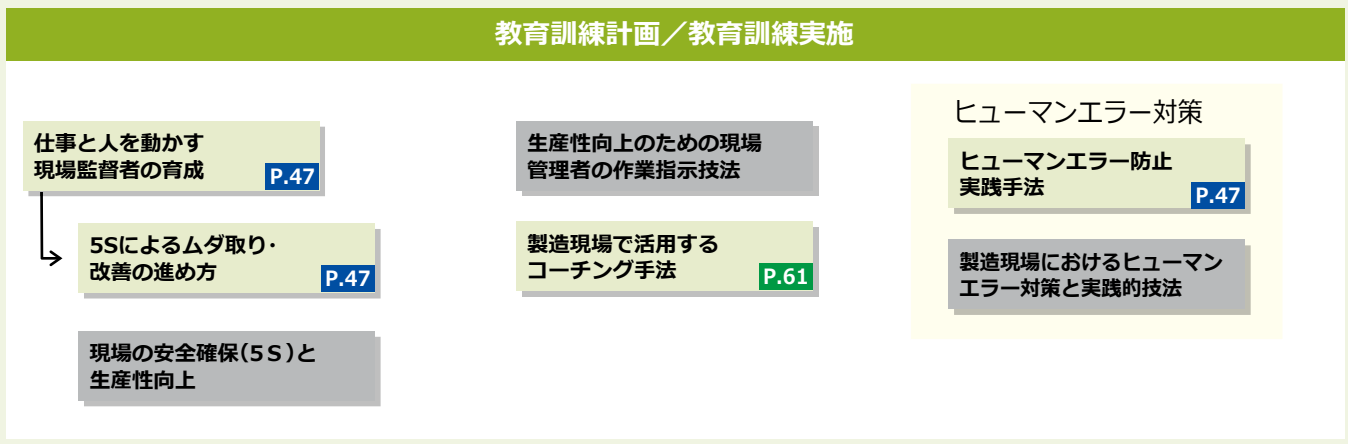 教育訓練計画／教育訓練実施
仕事と人を動かす
現場監督者の育成
P.47
5Sによるムダ取り・
改善の進め方
P.47
現場の安全確保（５Ｓ）と
生産性向上
生産性向上のための現場
管理者の作業指示技法
製造現場で活用する
コーチング手法
P.61
ヒューマンエラー対策
ヒューマンエラー防止
実践手法
P.47
製造現場におけるヒューマン
エラー対策と実践的技法